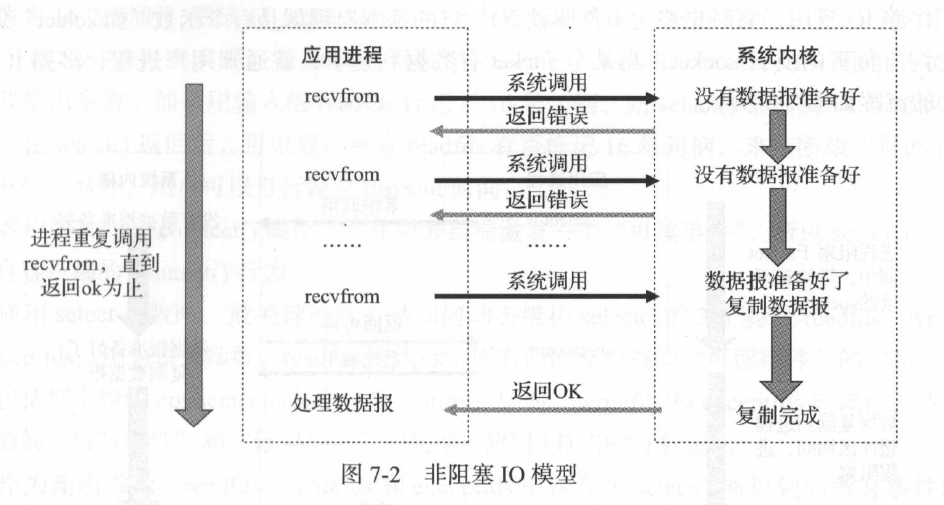 应用进程
系统内核
recvfrom
系统调用
没有数据报准备好
返回错误
recvfrom
系统调用
没有数据报准备好
返回错误
进程重复调用
recvfrom，直到
返回ok为止
……
……
recvfrom
系统调用
数据报准备好了
复制数据报
处理数据报
返回OK
复制完成
图 7-2 非阻塞 IO 模型